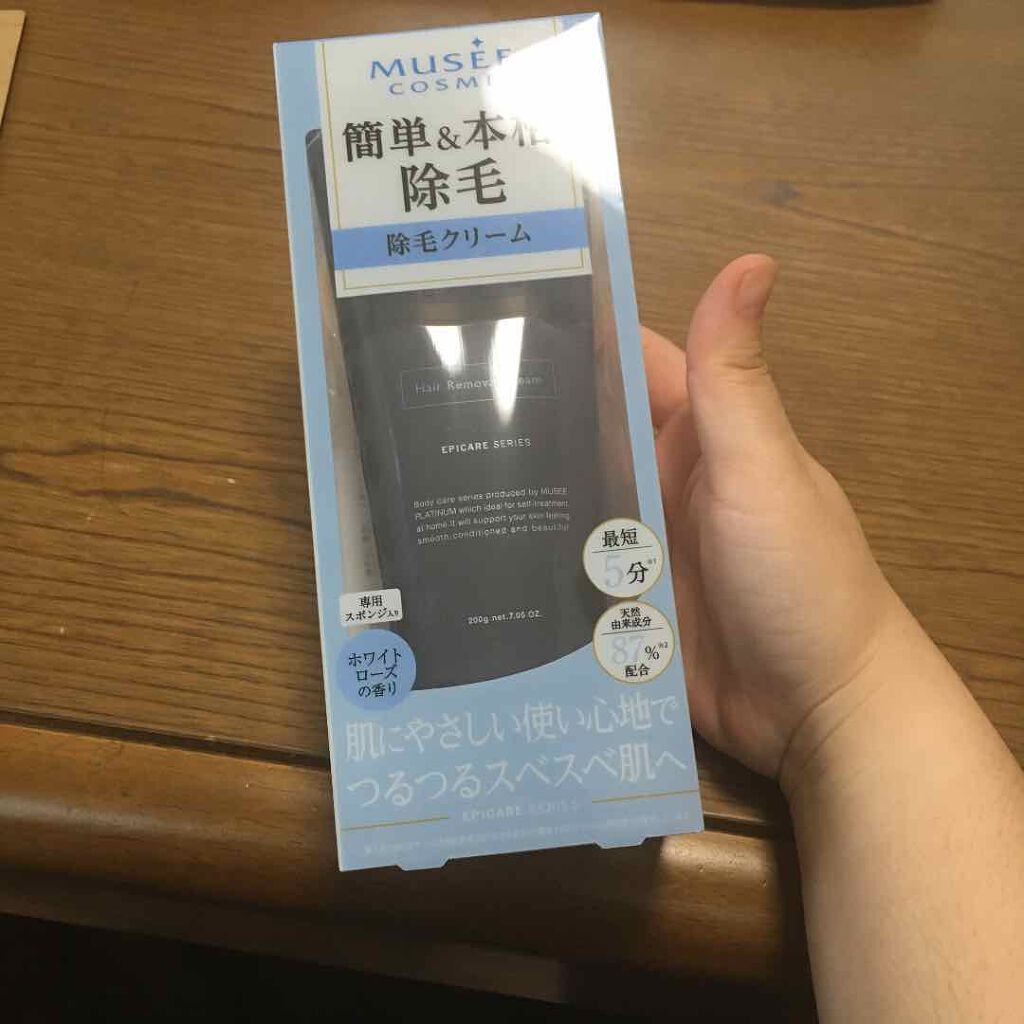 MUSÉE
COSME
簡単&本格
除毛
除毛クリーム
Hair Removal Cream
EPICARE SERIES
Body care series produced by MUSEE
PLATINUM which ideal for self-treatment
at home.It will support your skin feeling
smooth,conditioned and beautiful
200g net.7.05 OZ.
最短
5分※1
専用
スポンジ入り
天然
由来成分
87%※2
配合
ホワイト
ローズ
の香り
肌にやさしい使い心地で
つるつるスベスベ肌へ
EPICARE SERIES